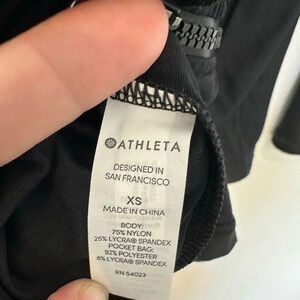 ATHLETA
DESIGNED IN
SAN FRANCISCO
XS
MADE IN CHINA
BODY:
75% NYLON
25% LYCRA® SPANDEX
POCKET BAG:
92% POLYESTER
8% LYCRA® SPANDEX
RN 54023